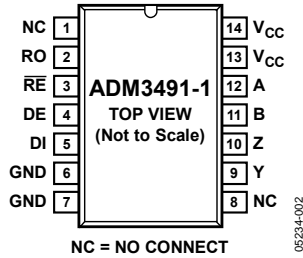 NC 1
RO 2
RE 3
DE 4
DI 5
GND 6
GND 7
ADM3491-1
TOP VIEW
(Not to Scale)
14 VCC
13 VCC
12 A
11 B
10 Z
9 Y
8 NC
NC = NO CONNECT
05234-002